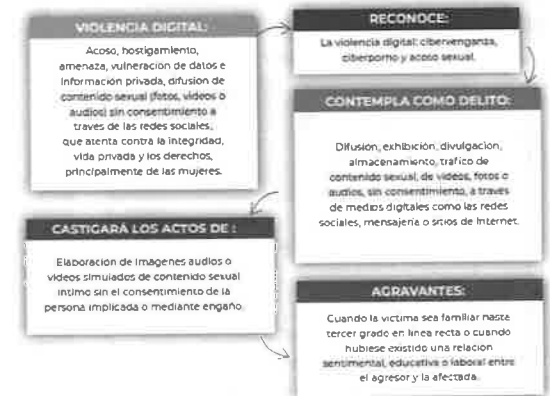 VIOLENCIA DIGITAL:
Acoso, hostigamiento,
amenaza, vulneración de datos e
información privada, difusión de
contenido sexual (fotos, videos o
audios) sin consentimiento a
través de las redes sociales,
que atenta contra la integridad,
vida privada y los derechos,
principalmente de las mujeres.
RECONOCE:
La violencia digital: cibervenganza,
ciberporno y acoso sexual.
CONTEMPLA COMO DELITO:
Difusión, exhibición, divulgación,
almacenamiento, tráfico de
contenido sexual, de videos, fotos o
audios, sin consentimiento, a través
de medios digitales como las redes
sociales, mensajería o sitios de Internet.
CASTIGARÁ LOS ACTOS DE :
Elaboración de imágenes audios o
videos simulados de contenido sexual
íntimo sin el consentimiento de la
persona implicada o mediante engaño.
AGRAVANTES:
Cuando la víctima sea familiar hasta
tercer grado en línea recta o cuando
hubiese existido una relación
sentimental, educativa o laboral entre
el agresor y la afectada.